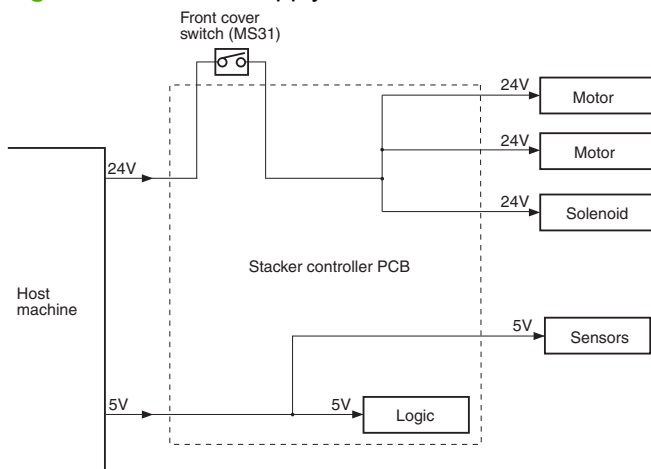 Front cover
switch (MS31)
24V
Motor
24V
Motor
24V
24V
Solenoid
Stacker controller PCB
Host
machine
5V
Sensors
5V
5V
Logic